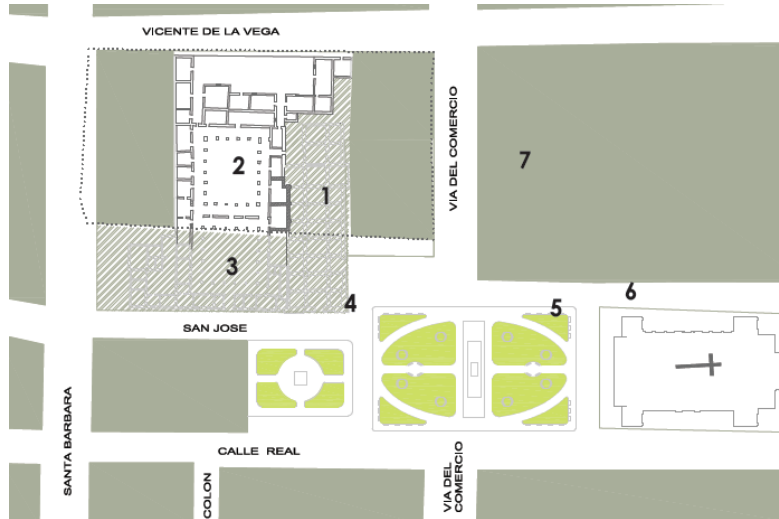 VICENTE DE LA VEGA
VIA DEL COMERCIO
7
2
1
3
6
4
5
SAN JOSE
SANTA BARBARA
CALLE REAL
COLON
VIA DEL
COMERCIO